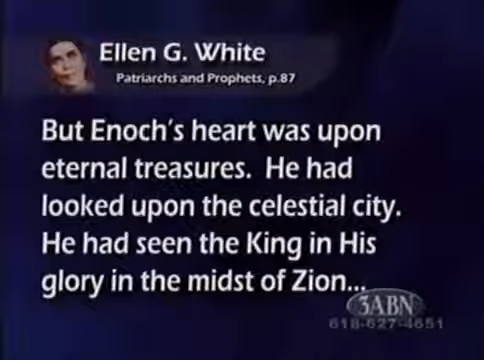 Ellen G. White
Patriarchs and Prophets, p.87
But Enoch's heart was upon
eternal treasures. He had
looked upon the celestial city.
He had seen the King in His
glory in the midst of Zion...
3ABN
618-627-4651